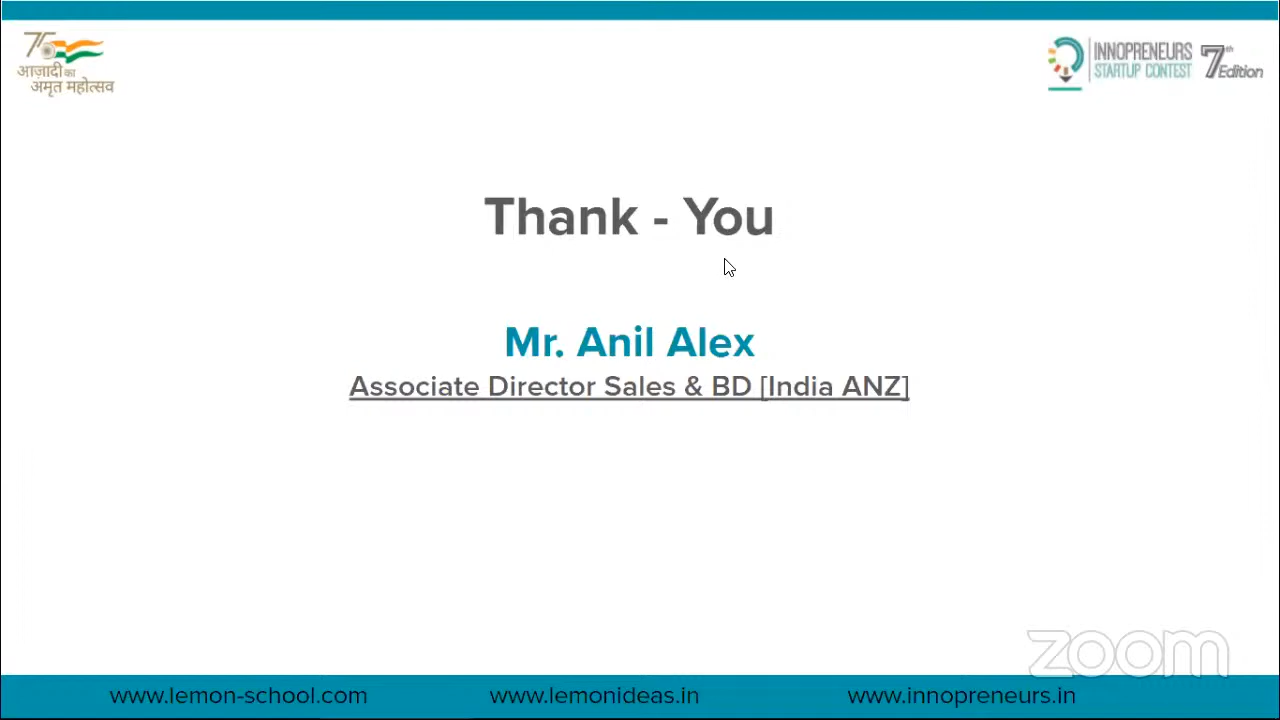 75
आज़ादी का
अमृत महोत्सव
INNOPRENEURS
STARTUP CONTEST
7th Edition
Thank - You
Mr. Anil Alex
Associate Director Sales & BD [India ANZ]
zoom
www.lemon-school.com www.lemonideas.in www.innopreneurs.in